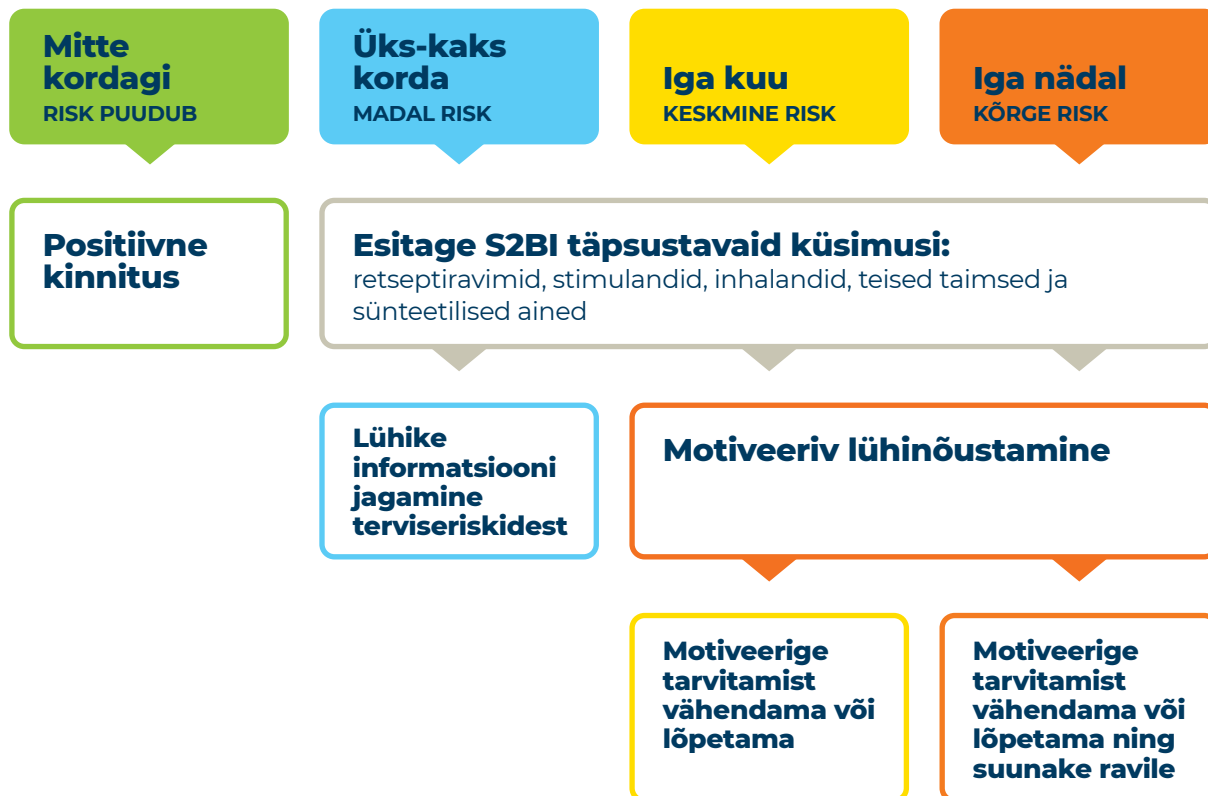 Mitte
kordagi
RISK PUUDUB
Üks-kaks
korda
MADAL RISK
Iga kuu
KESKMINE RISK
Iga nädal
KÕRGE RISK
Positiivne
kinnitus
Esitage S2BI täpsustavaid küsimusi:
retseptiravimid, stimulandid, inhalandid, teised taimsed ja
sünteetilised ained
Lühike
informatsiooni
jagamine
terviseriskidest
Motiveeriv lühinõustamine
Motiveerige
tarvitamist
vähendama või
lõpetama
Motiveerige
tarvitamist
vähendama või
lõpetama ning
suunake ravile